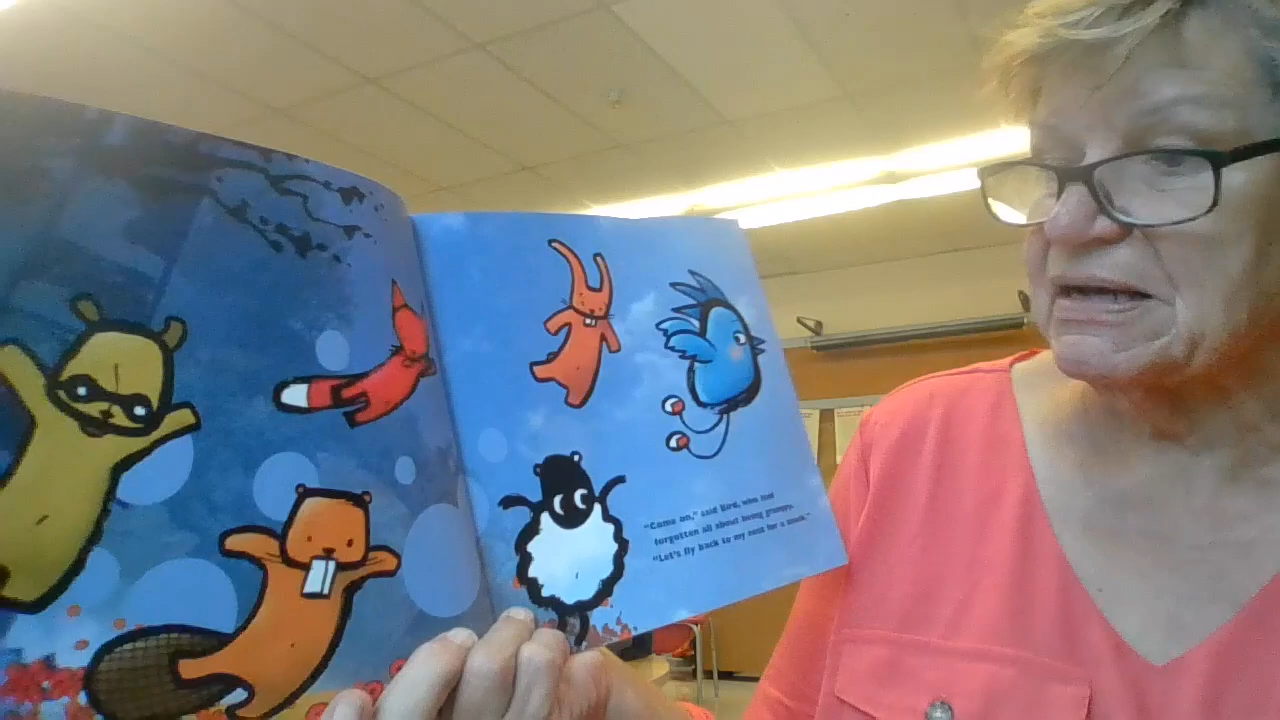 "Come on," said Bird, who had
forgotten all about being grumpy.
"Let's fly back to my nest for a snack."